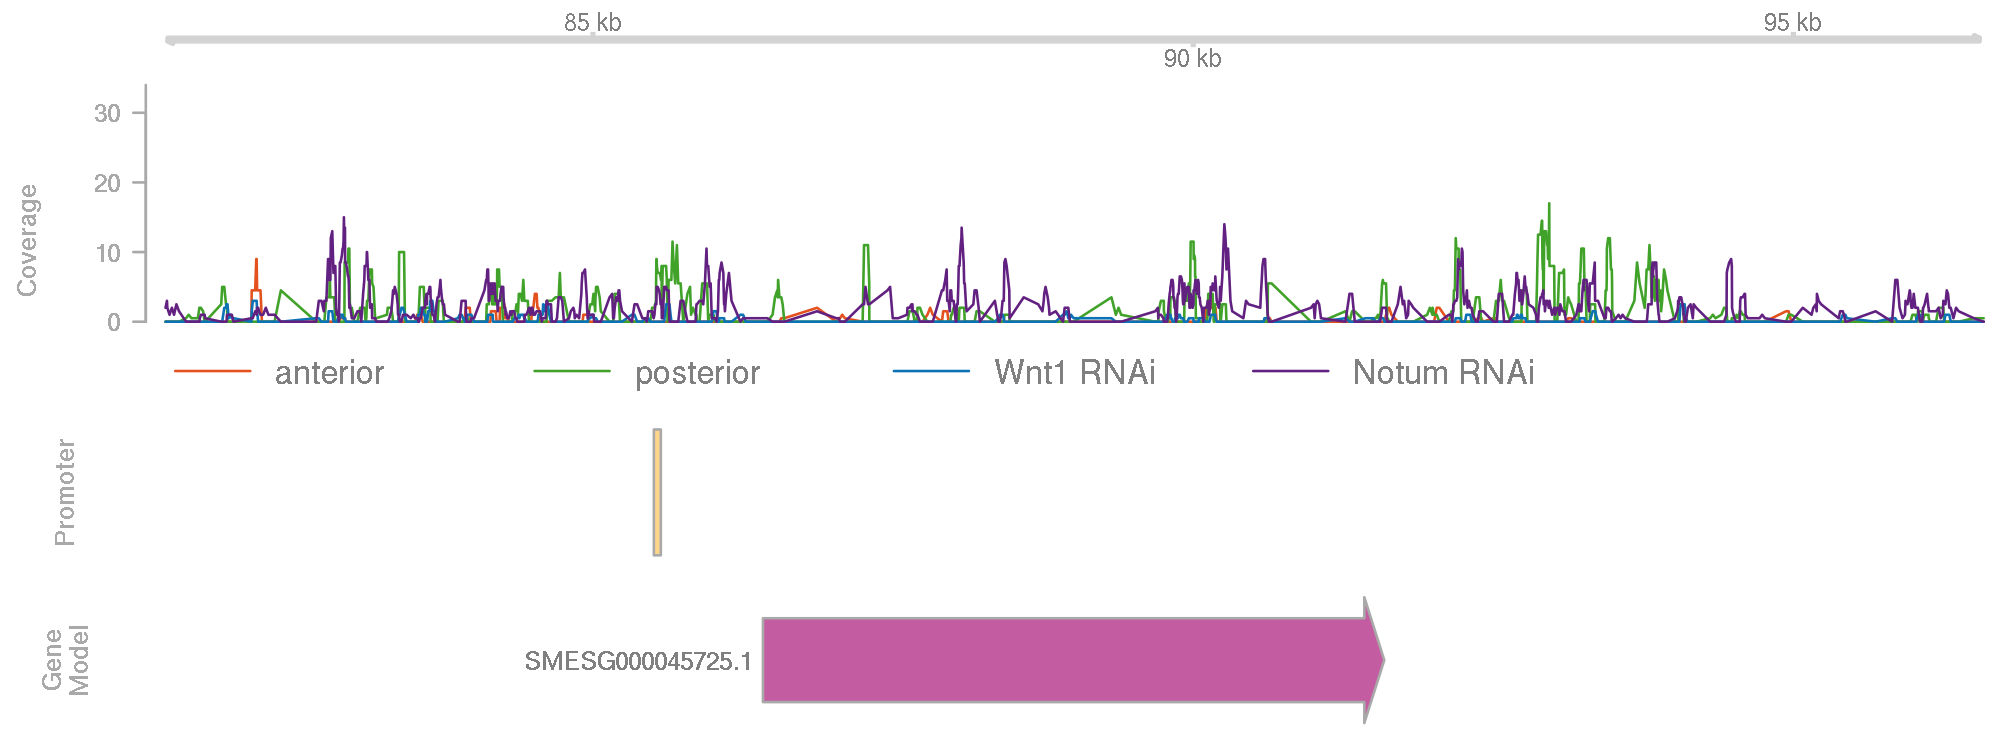 85 kb
95 kb
90 kb
Coverage
30
20
10
0
anterior
posterior
Wnt1 RNAi
Notum RNAi
Promoter
Gene
Model
SMESG000045725.1